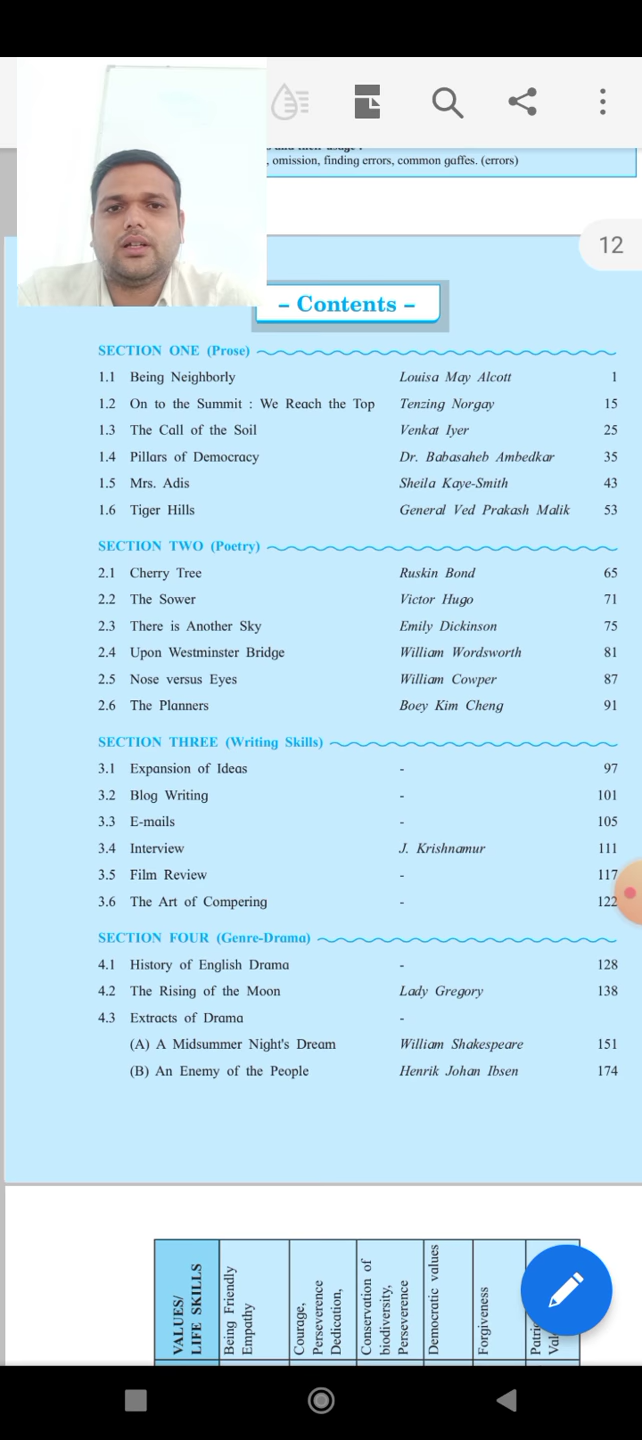 , omission, finding errors, common gaffes. (errors)
12
– Contents –
SECTION ONE (Prose)
1.1 Being Neighborly Louisa May Alcott 1
1.2 On to the Summit : We Reach the Top Tenzing Norgay 15
1.3 The Call of the Soil Venkat Iyer 25
1.4 Pillars of Democracy Dr. Babasaheb Ambedkar 35
1.5 Mrs. Adis Sheila Kaye-Smith 43
1.6 Tiger Hills General Ved Prakash Malik 53
SECTION TWO (Poetry)
2.1 Cherry Tree Ruskin Bond 65
2.2 The Sower Victor Hugo 71
2.3 There is Another Sky Emily Dickinson 75
2.4 Upon Westminster Bridge William Wordsworth 81
2.5 Nose versus Eyes William Cowper 87
2.6 The Planners Boey Kim Cheng 91
SECTION THREE (Writing Skills)
3.1 Expansion of Ideas - 97
3.2 Blog Writing - 101
3.3 E-mails - 105
3.4 Interview J. Krishnamur 111
3.5 Film Review - 117
3.6 The Art of Compering - 122
SECTION FOUR (Genre-Drama)
4.1 History of English Drama - 128
4.2 The Rising of the Moon Lady Gregory 138
4.3 Extracts of Drama -
(A) A Midsummer Night's Dream William Shakespeare 151
(B) An Enemy of the People Henrik Johan Ibsen 174
VALUES/
LIFE SKILLS
Being Friendly
Empathy
Courage,
Perseverence
Dedication,
Conservation of
biodiversity,
Perseverence
Democratic values
Forgiveness